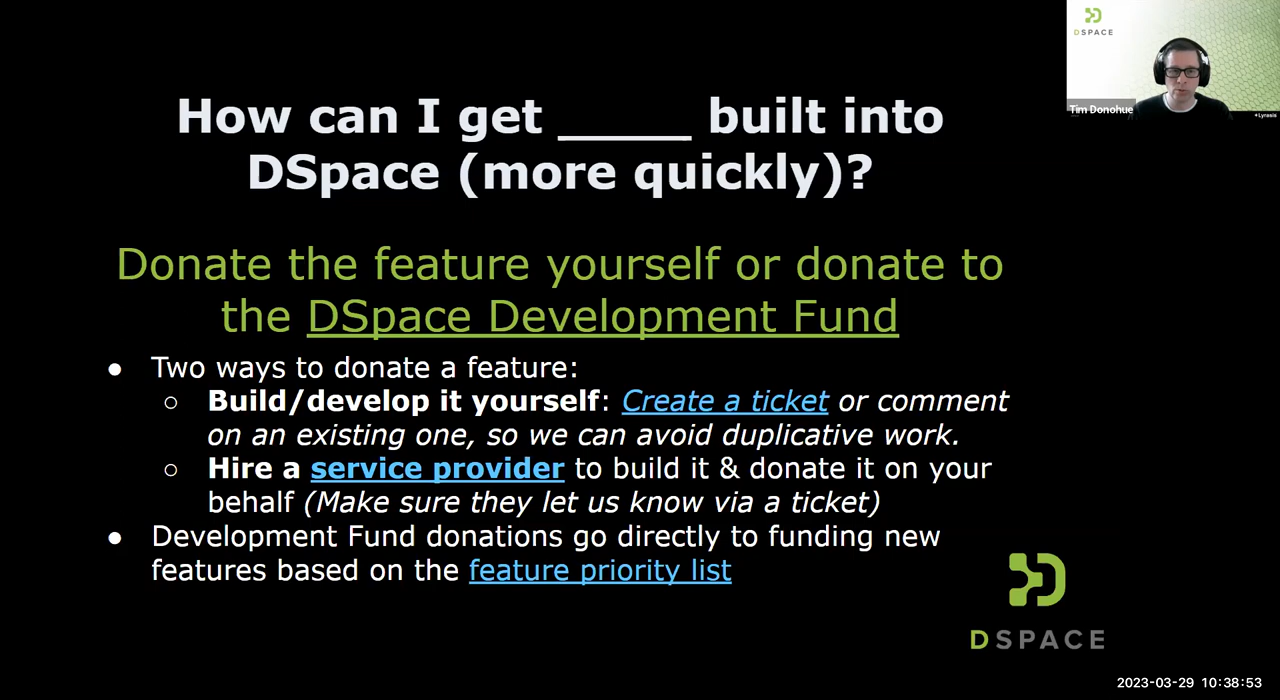 How can I get _____ built into
DSpace (more quickly)?
Donate the feature yourself or donate to
the DSpace Development Fund
● Two ways to donate a feature:
○ Build/develop it yourself: Create a ticket or comment
on an existing one, so we can avoid duplicative work.
○ Hire a service provider to build it & donate it on your
behalf (Make sure they let us know via a ticket)
● Development Fund donations go directly to funding new
features based on the feature priority list
DSPACE
DSPACE
Tim Donohue
Lyrasis
2023-03-29 10:38:53